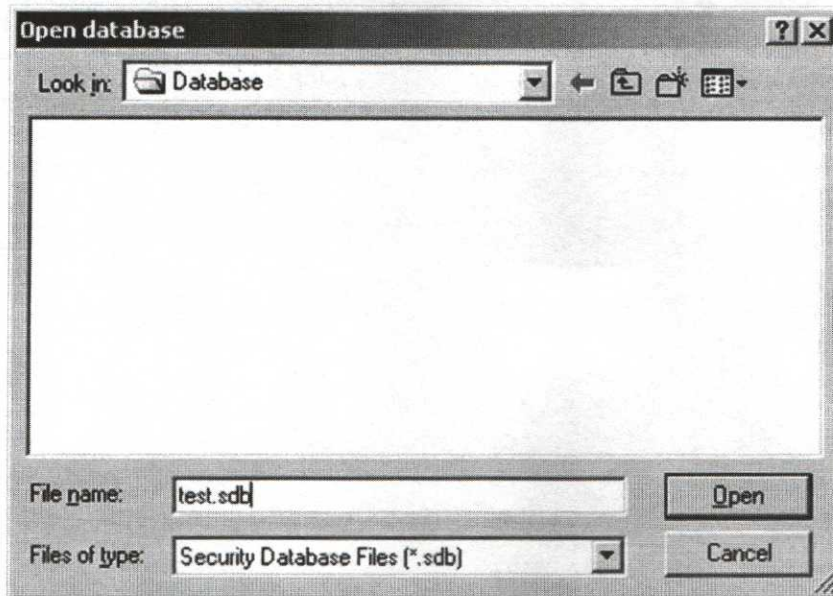 Open database
Look in: Database
File name: test.sdb
Open
Files of type: Security Database Files (*.sdb)
Cancel